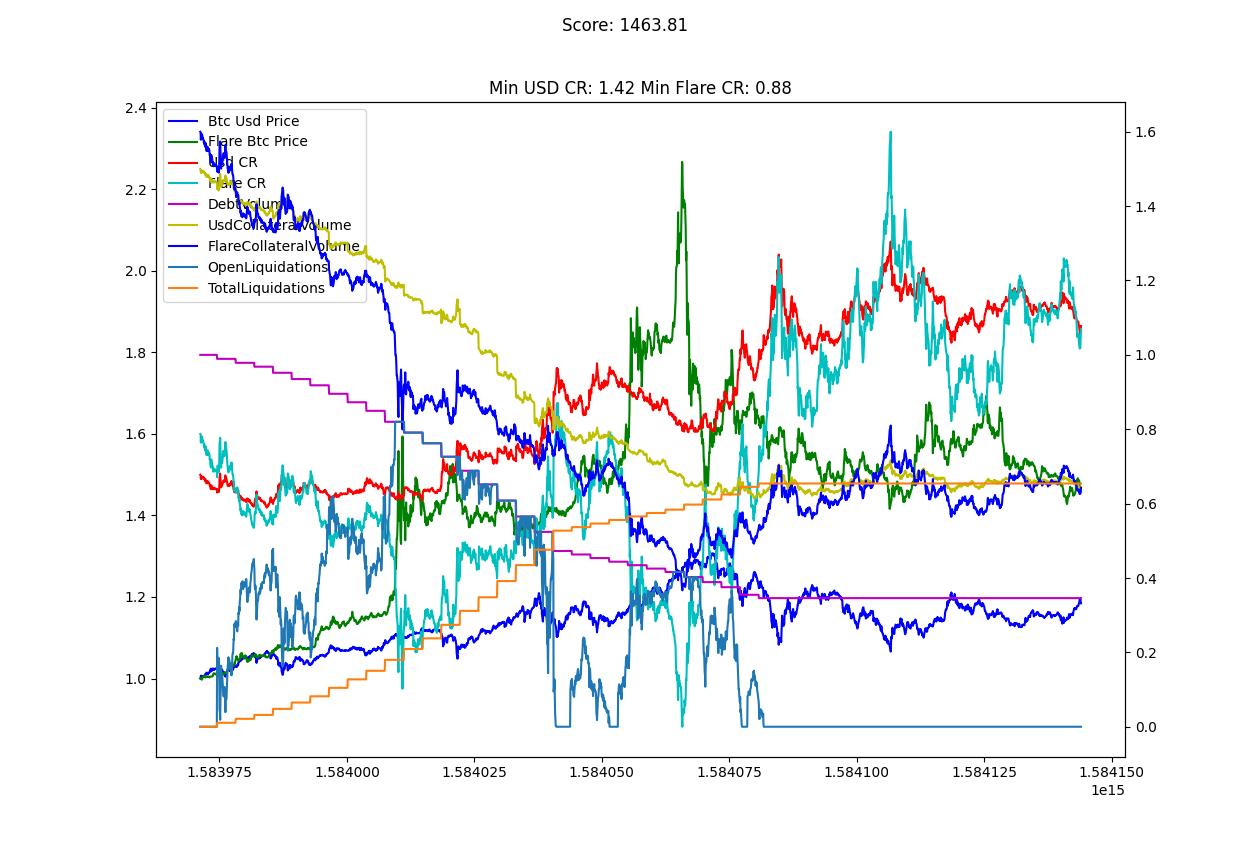 Score: 1463.81
Min USD CR: 1.42 Min Flare CR: 0.88
2.4
2.2
2.0
1.8
1.6
1.4
1.2
1.0
Btc Usd Price
Flare Btc Price
Usd CR
Flare CR
DebtVolume
UsdCollateralVolume
FlareCollateralVolume
OpenLiquidations
TotalLiquidations
1.6
1.4
1.2
1.0
0.8
0.6
0.4
0.2
0.0
1.583975 1.584000 1.584025 1.584050 1.584075 1.584100 1.584125 1.584150
1e15